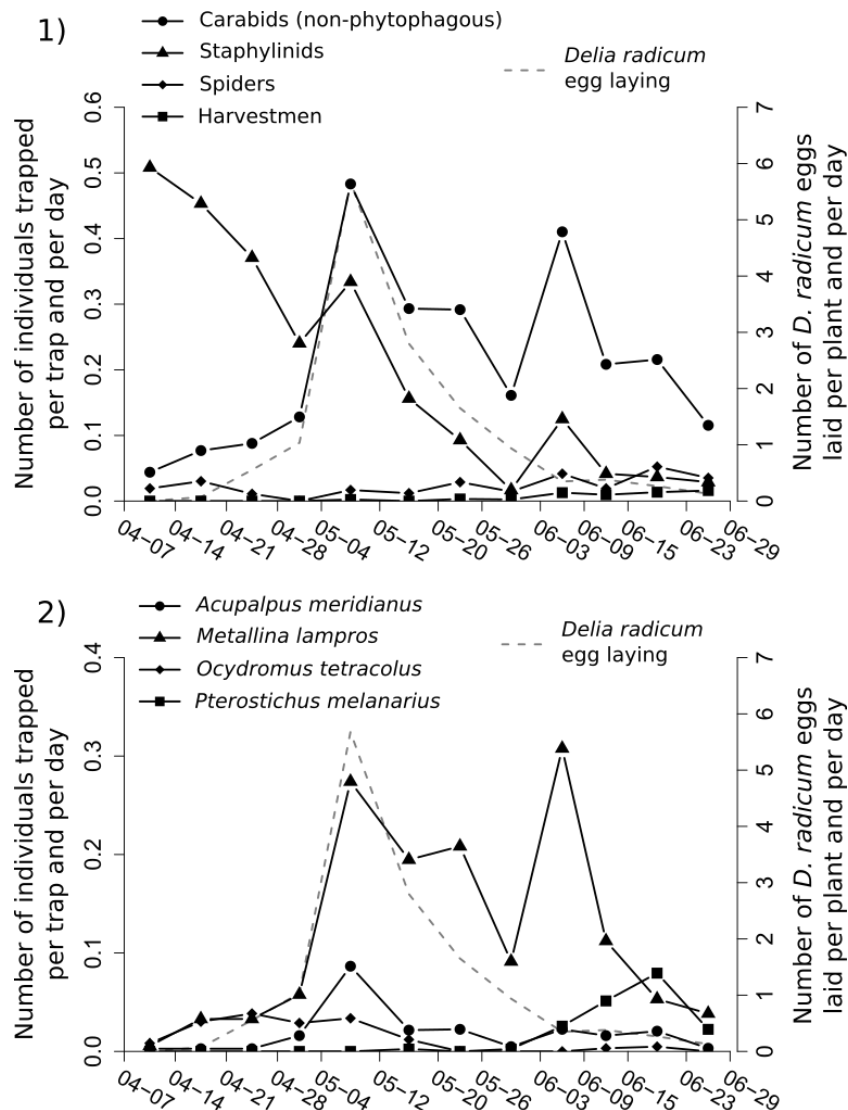 1)
Carabids (non−phytophagous)
Staphylinids
Spiders
Harvestmen
Delia radicum
egg laying
Number of individuals trapped
per trap and per day
0.0 0.1 0.2 0.3 0.4 0.5 0.6
Number of D. radicum eggs
laid per plant and per day
0 1 2 3 4 5 6 7
04−07 04−14 04−21 04−28 05−04 05−12 05−20 05−26 06−03 06−09 06−15 06−23 06−29
2)
Acupalpus meridianus
Metallina lampros
Ocydromus tetracolus
Pterostichus melanarius
Delia radicum
egg laying
Number of individuals trapped
per trap and per day
0.0 0.1 0.2 0.3 0.4
Number of D. radicum eggs
laid per plant and per day
0 1 2 3 4 5 6 7
04−07 04−14 04−21 04−28 05−04 05−12 05−20 05−26 06−03 06−09 06−15 06−23 06−29